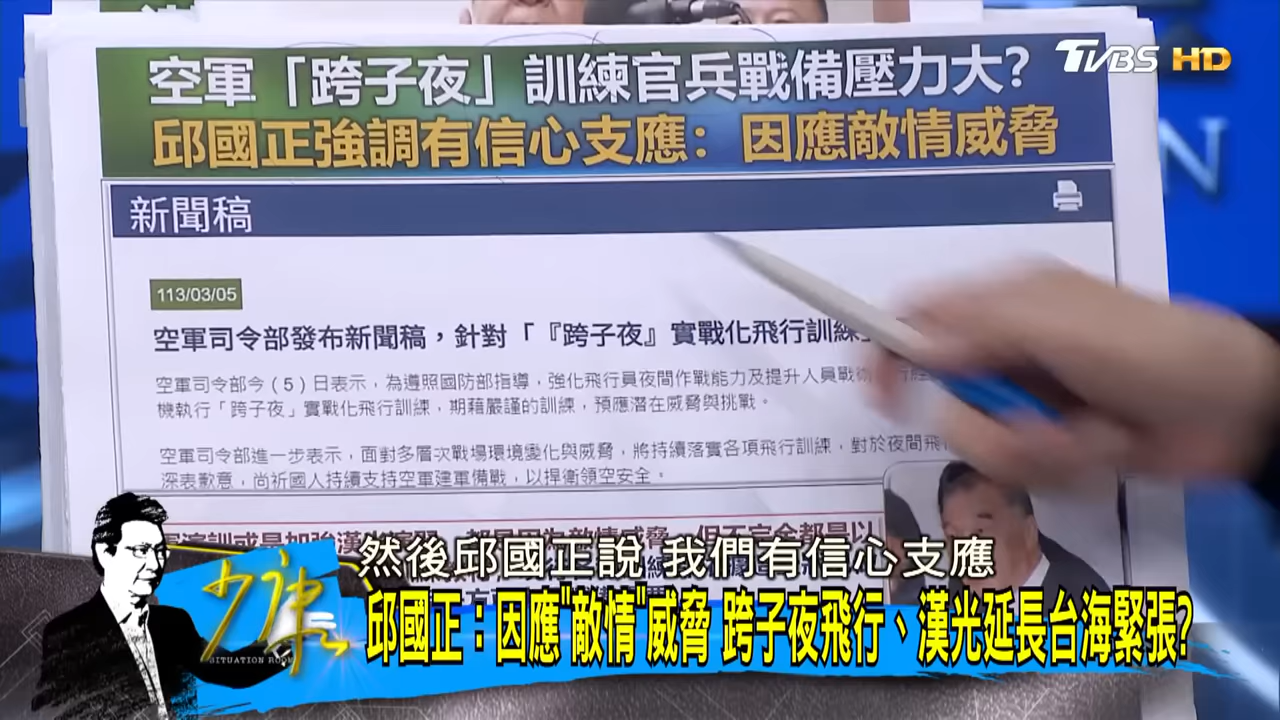 TVBS HD
空軍「跨子夜」訓練官兵戰備壓力大?
邱國正強調有信心支應：因應敵情威脅
新聞稿
113/03/05
空軍司令部發布新聞稿，針對「『跨子夜』實戰化飛行訓練
空軍司令部今（5）日表示，為遵照國防部指導，強化飛行員夜間作戰能力及提升人員戰術
機執行「跨子夜」實戰化飛行訓練，期藉嚴謹的訓練，預應潛在威脅與挑戰。
空軍司令部進一步表示，面對多層次戰場環境變化與威脅，將持續落實各項飛行訓練，對於夜間飛
深表歉意，尚祈國人持續支持空軍建軍備戰，以捍衛領空安全。
然後邱國正說 我們有信心支應
少康
SITUATION ROOM
邱國正：因應"敵情"威脅 跨子夜飛行、漢光延長台海緊張?